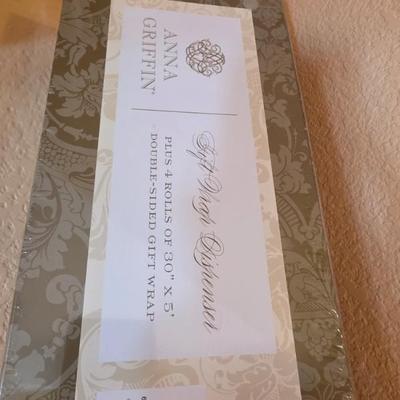 ANNA
GRIFFIN®
Gift Wrap Dispenser
PLUS 4 ROLLS OF 30" X 5'
DOUBLE-SIDED GIFT WRAP